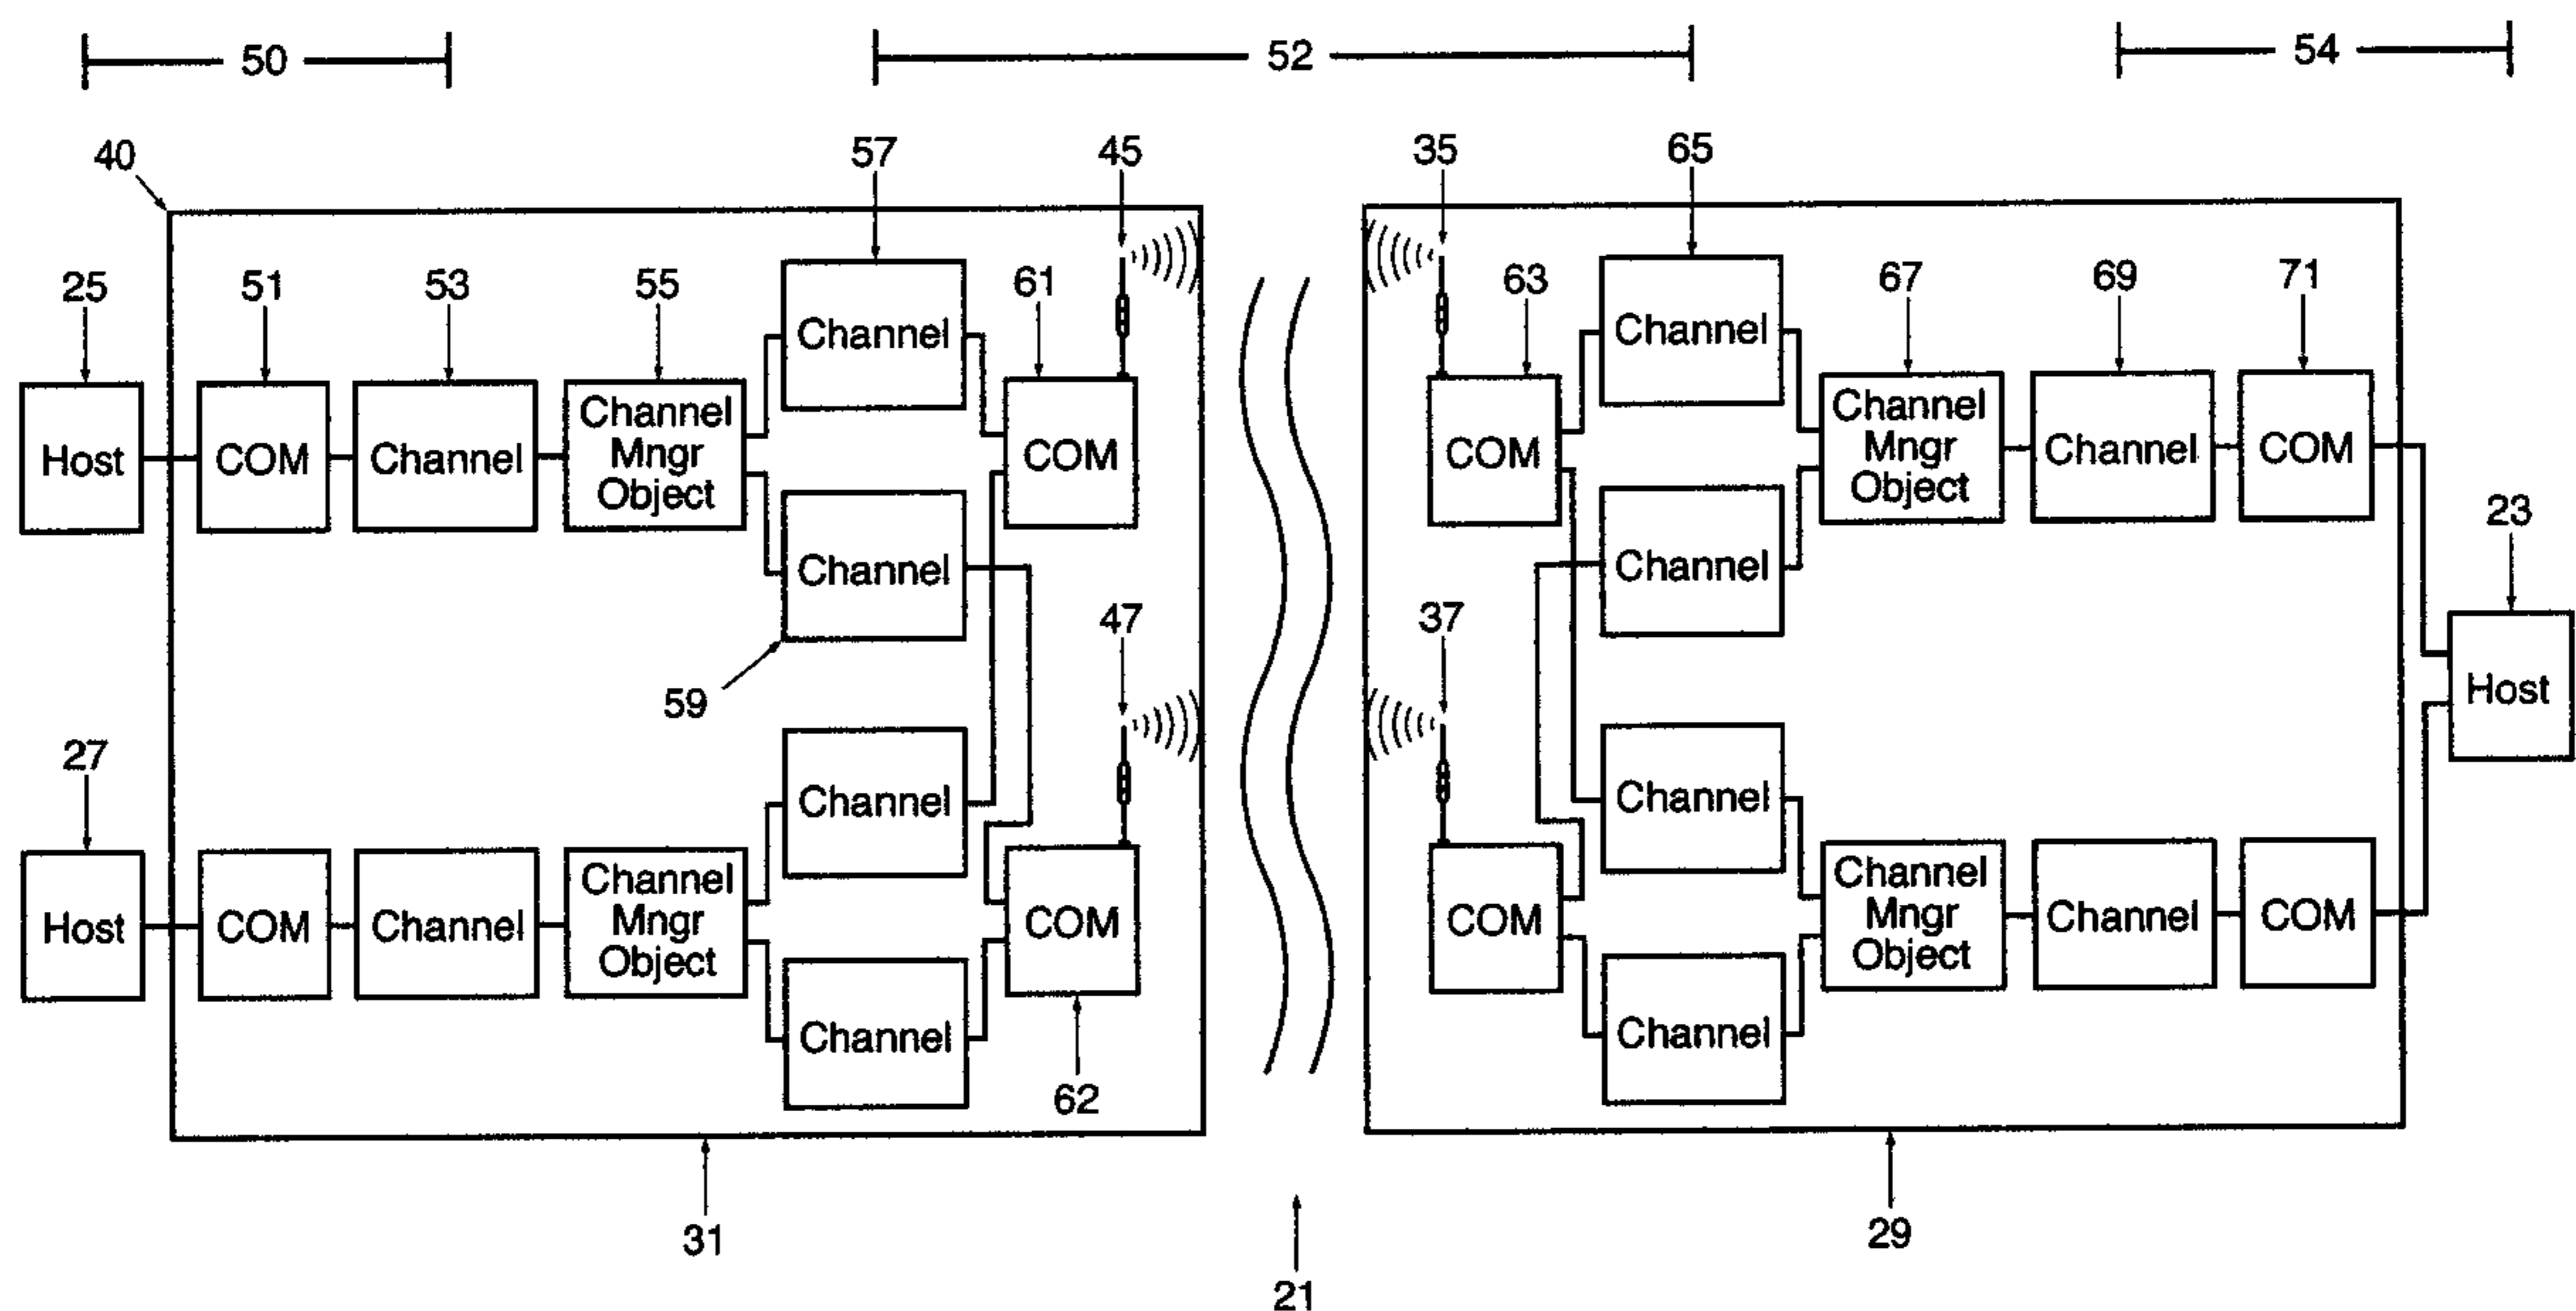 50
52
54
40
57
45
35
65
25
51
53
55
61
63
67
69
71
Channel
Channel
Host
COM
Channel
Channel
Mngr
Object
COM
COM
Channel
Mngr
Object
Channel
COM
23
Channel
Channel
59
47
37
Host
27
Channel
Channel
Host
COM
Channel
Channel
Mngr
Object
COM
COM
Channel
Mngr
Object
Channel
COM
Channel
Channel
62
31
29
21